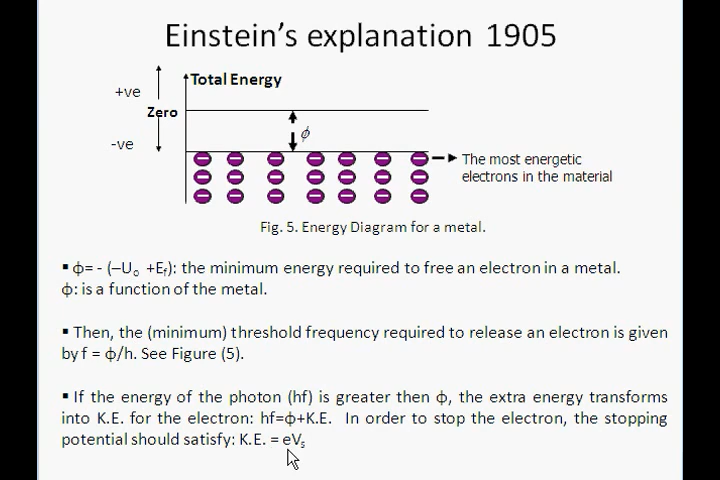 Einstein's explanation 1905
Total Energy
+ve
Zero
-ve
ϕ
The most energetic
electrons in the material
Fig. 5. Energy Diagram for a metal.
▪ ϕ= - (–U₀ +Ef): the minimum energy required to free an electron in a metal.
ϕ: is a function of the metal.
▪ Then, the (minimum) threshold frequency required to release an electron is given
by f = ϕ/h. See Figure (5).
▪ If the energy of the photon (hf) is greater then ϕ, the extra energy transforms
into K.E. for the electron: hf=ϕ+K.E. In order to stop the electron, the stopping
potential should satisfy: K.E. = eVₛ